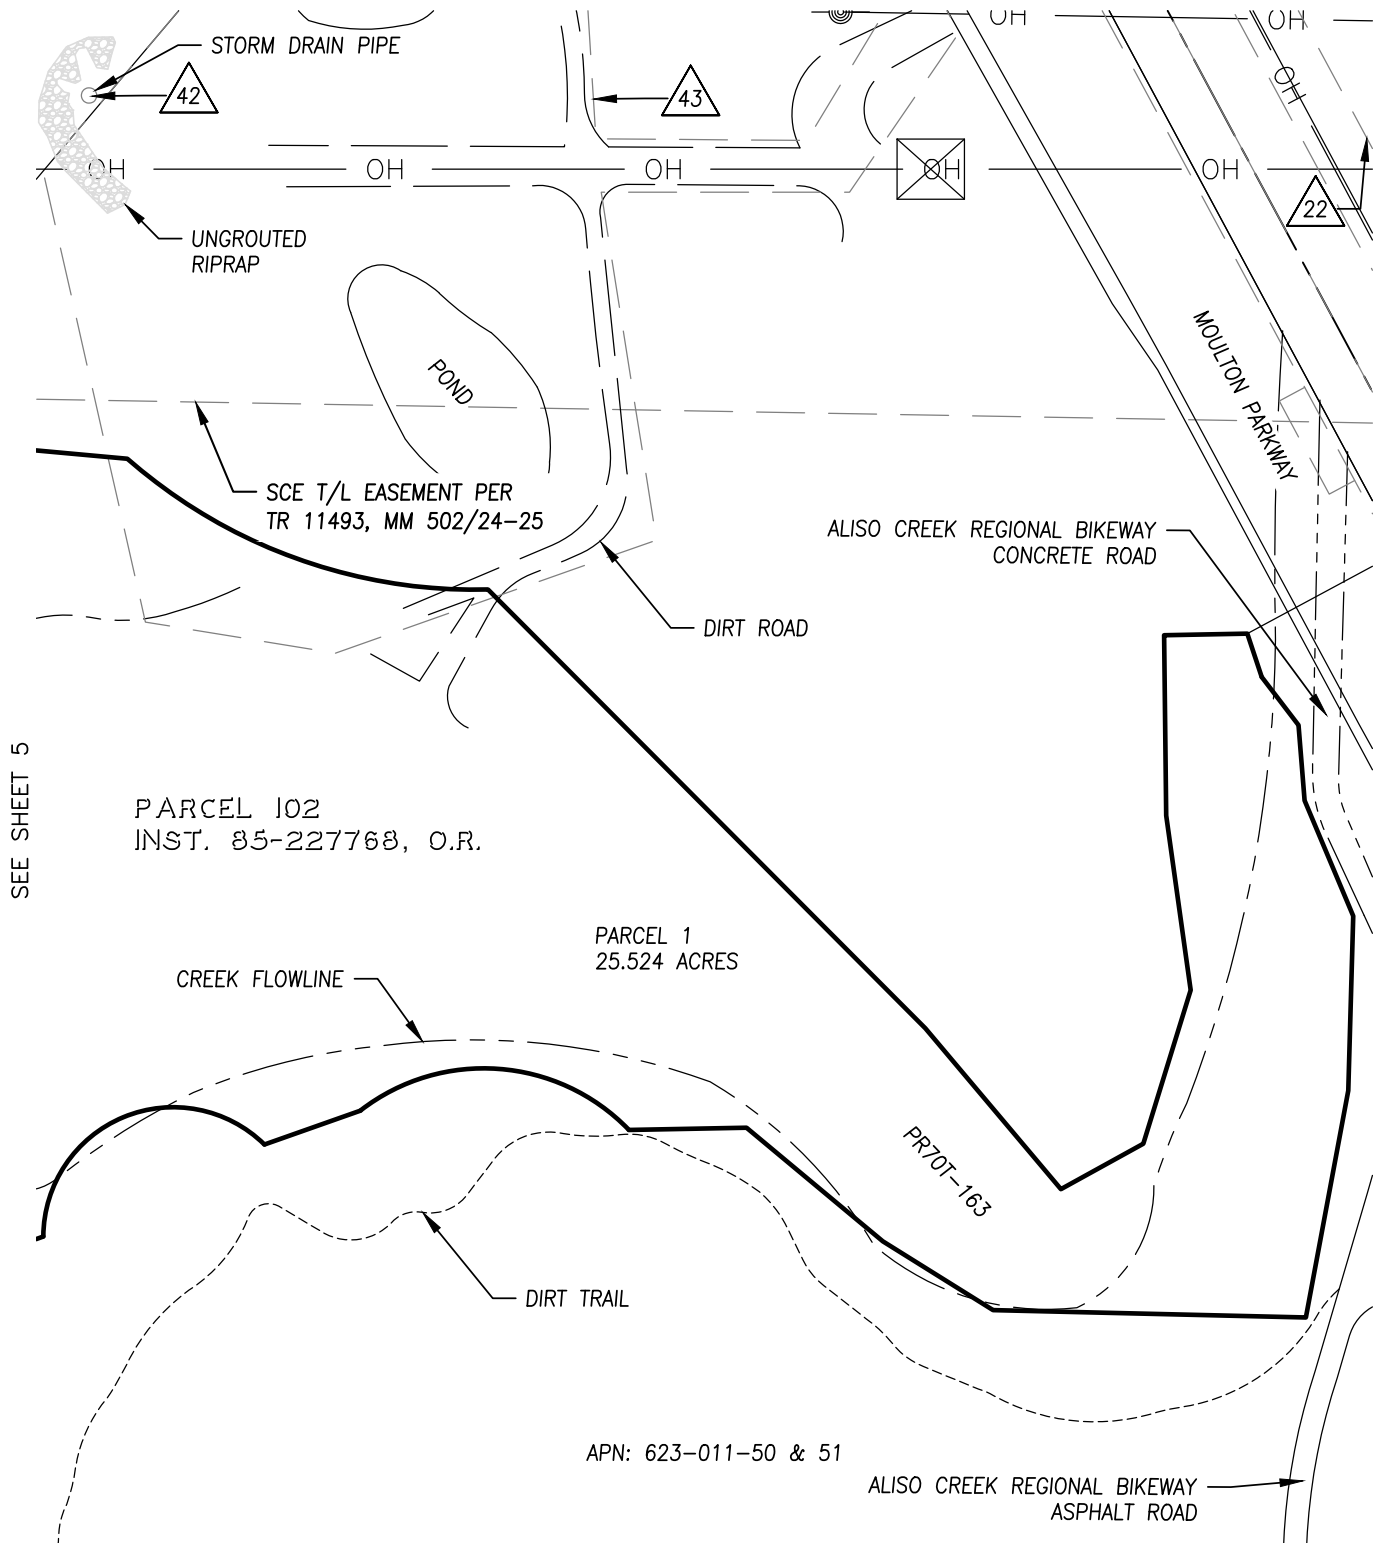 OH
OH
STORM DRAIN PIPE
42
43
OH
OH
OH
OH
OH
OH
22
UNGROUTED
RIPRAP
MOULTON PARKWAY
POND
SCE T/L EASEMENT PER
TR 11493, MM 502/24-25
ALISO CREEK REGIONAL BIKEWAY
CONCRETE ROAD
DIRT ROAD
SEE SHEET 5
PARCEL 102
INST. 85-227768, O.R.
PARCEL 1
25.524 ACRES
CREEK FLOWLINE
PR70T-163
DIRT TRAIL
APN: 623-011-50 & 51
ALISO CREEK REGIONAL BIKEWAY
ASPHALT ROAD